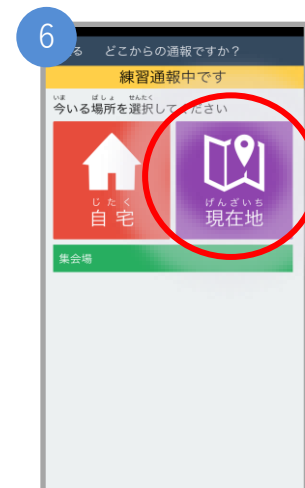 6
る どこからの通報ですか？
練習通報中です
いま ばしょ せんたく
今いる場所を選択してください
じたく
自宅
げんざいち
現在地
集会場